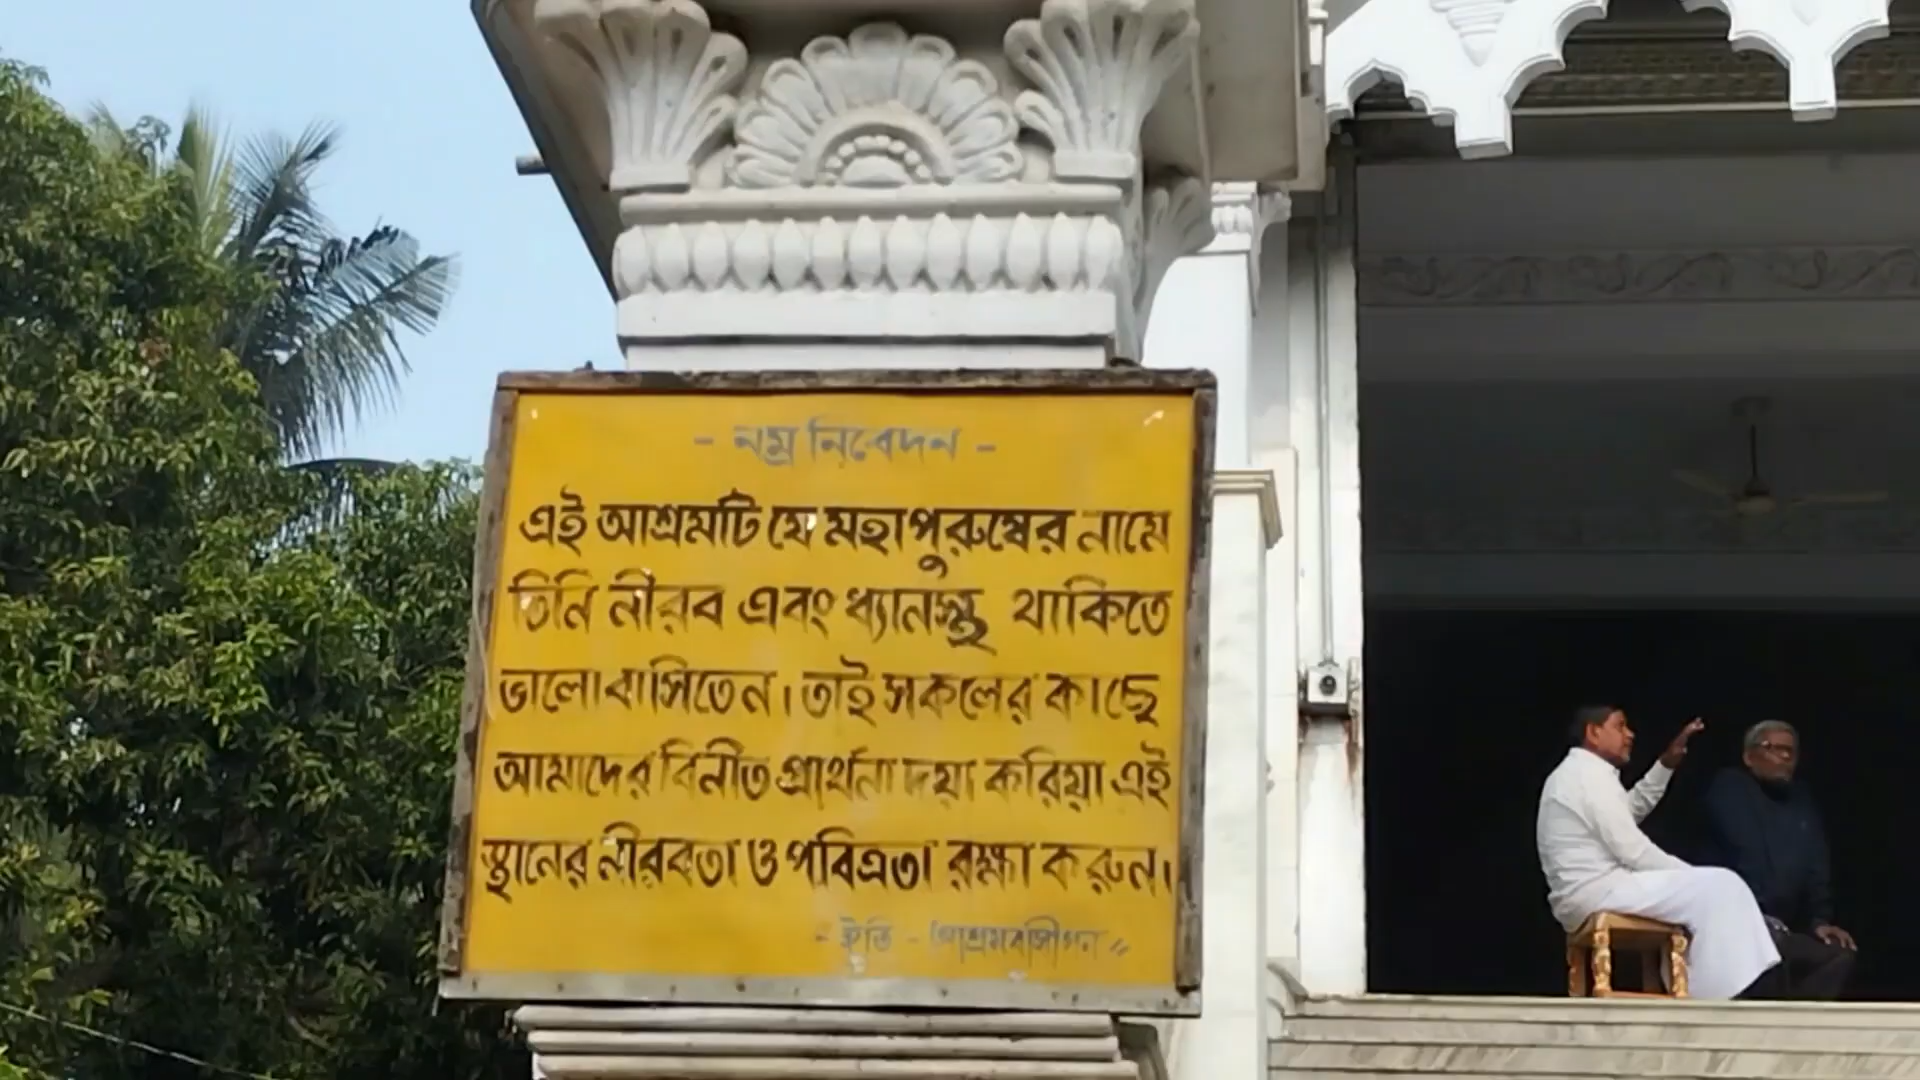 - নম্র নিবেদন -
এই আশ্রমটি যে মহাপুরুষের নামে
তিনি নীরব এবং ধ্যানস্থ থাকিতে
ভালোবাসিতেন। তাই সকলের কাছে
আমাদের বিনীত প্রার্থনা দয়া করিয়া এই
স্থানের নীরবতা ও পবিত্রতা রক্ষা করুন।
- ইতি - আশ্রমবাসীগন "